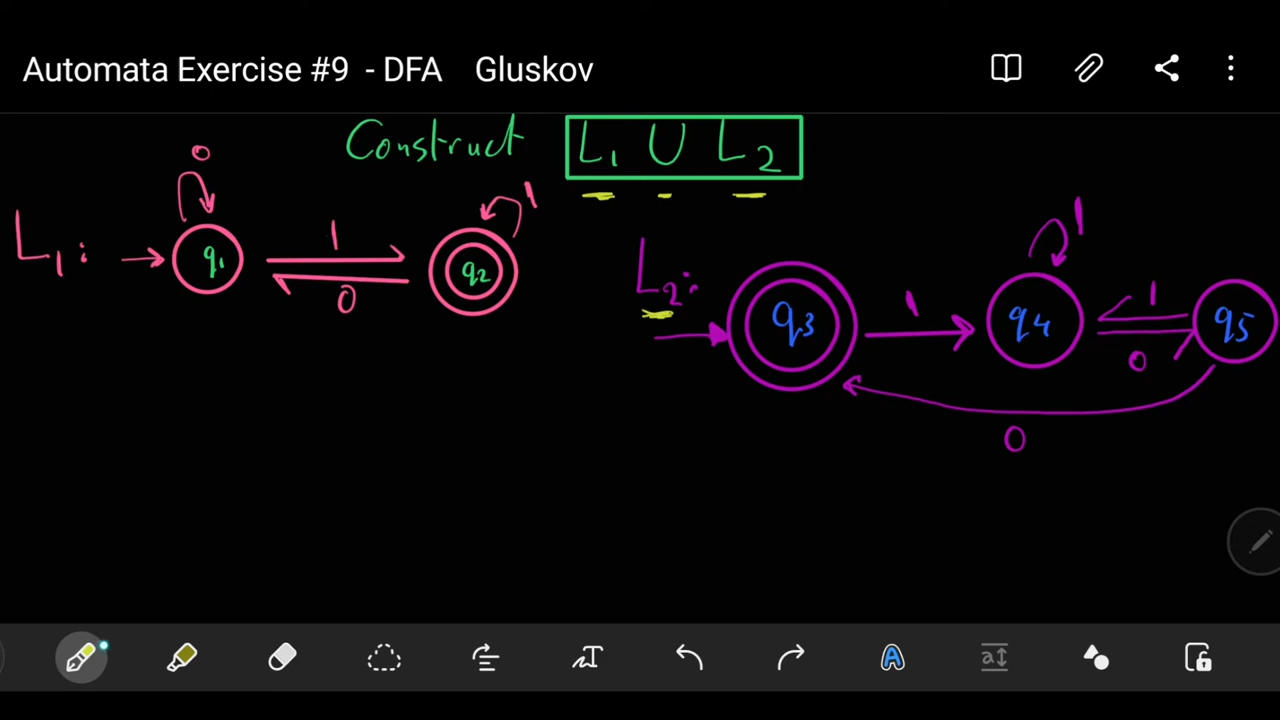 Automata Exercise #9 - DFA Gluskov
Construct L₁ U L₂
L₁:
0
q₁
1
0
q₂
1
L₂:
q₃
1
q₄
1
1
0
q₅
0
A
a
T